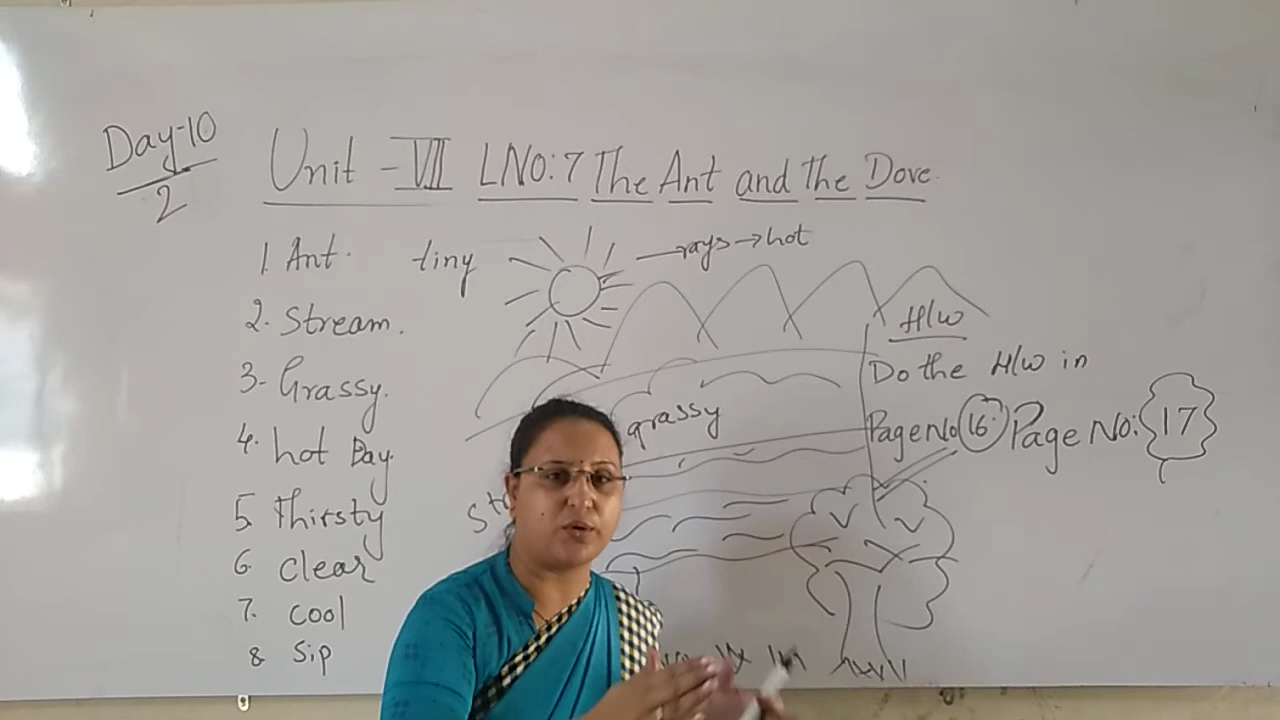 Day-10
2
Unit - VII LNO:7 The Ant and the Dove.
1. Ant. tiny
rays→hot
2. Stream.
3- Grassy.
4. hot Day
5. Thirsty
6. clear
7. cool
8 Sip
grassy
H/w
Do the H/w in
Page No 16. Page No: 17